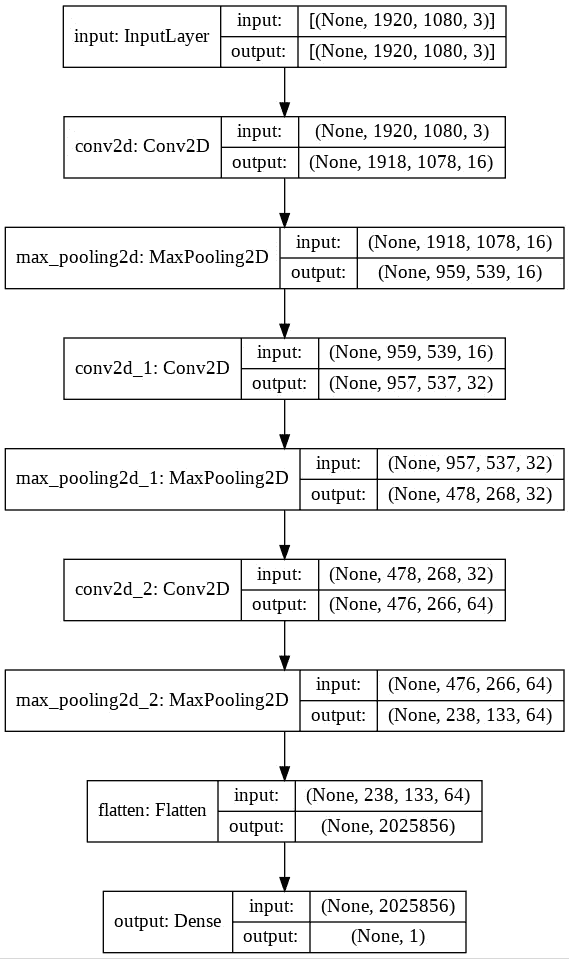 input: InputLayer
input: [(None, 1920, 1080, 3)]
output: [(None, 1920, 1080, 3)]
conv2d: Conv2D
input: (None, 1920, 1080, 3)
output: (None, 1918, 1078, 16)
max_pooling2d: MaxPooling2D
input: (None, 1918, 1078, 16)
output: (None, 959, 539, 16)
conv2d_1: Conv2D
input: (None, 959, 539, 16)
output: (None, 957, 537, 32)
max_pooling2d_1: MaxPooling2D
input: (None, 957, 537, 32)
output: (None, 478, 268, 32)
conv2d_2: Conv2D
input: (None, 478, 268, 32)
output: (None, 476, 266, 64)
max_pooling2d_2: MaxPooling2D
input: (None, 476, 266, 64)
output: (None, 238, 133, 64)
flatten: Flatten
input: (None, 238, 133, 64)
output: (None, 2025856)
output: Dense
input: (None, 2025856)
output: (None, 1)